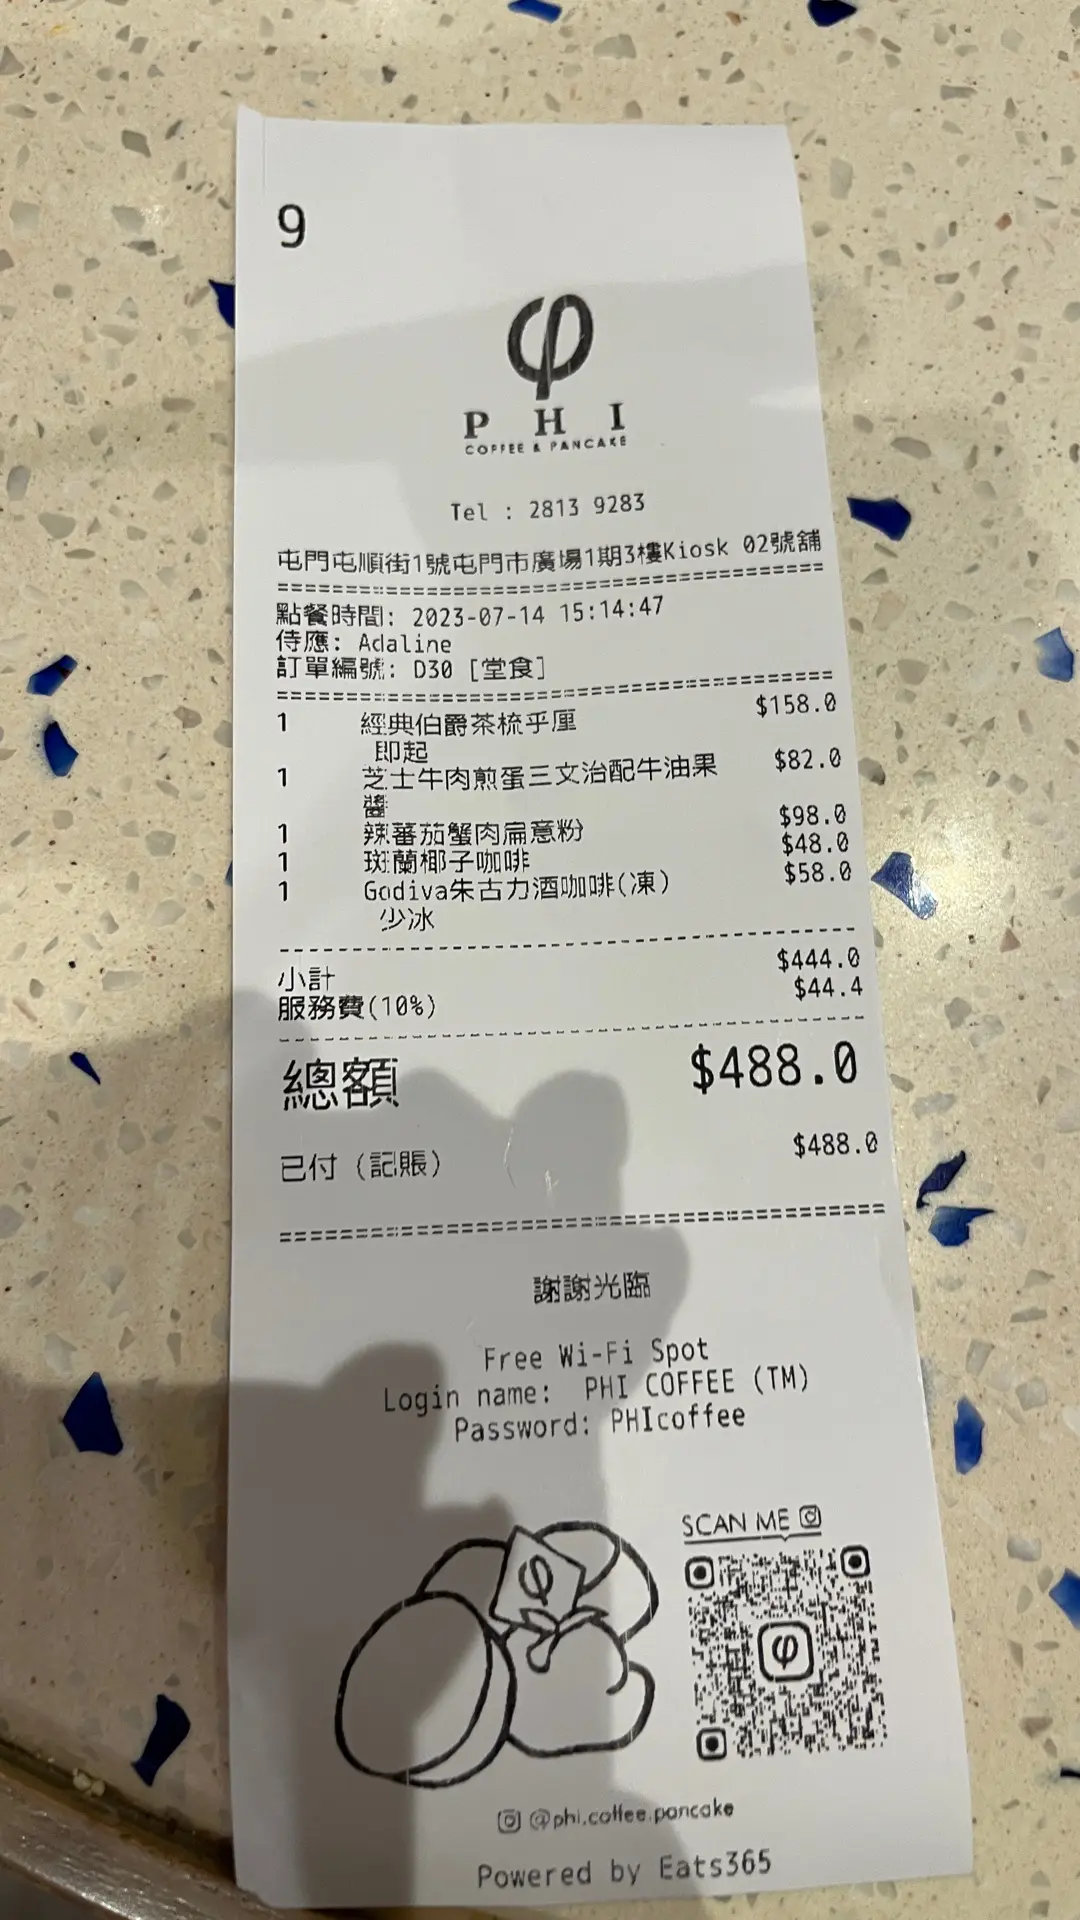 9
φ
PHI
COFFEE & PANCAKE
Tel : 2813 9283
屯門屯順街1號屯門市廣場1期3樓Kiosk 02號舖
點餐時間: 2023-07-14 15:14:47
侍應: Adaline
訂單編號: D30 [堂食]
1 經典伯爵茶梳乎厘 $158.0
即起
1 芝士牛肉煎蛋三文治配牛油果 $82.0
醬
1 辣蕃茄蟹肉扁意粉 $98.0
1 斑蘭椰子咖啡 $48.0
1 Godiva朱古力酒咖啡(凍) $58.0
少冰
小計 $444.0
服務費(10%) $44.4
總額 $488.0
已付 (記賬) $488.0
謝謝光臨
Free Wi-Fi Spot
Login name: PHI COFFEE (TM)
Password: PHIcoffee
SCAN ME
φ
φ
@phi.coffee.pancake
Powered by Eats365